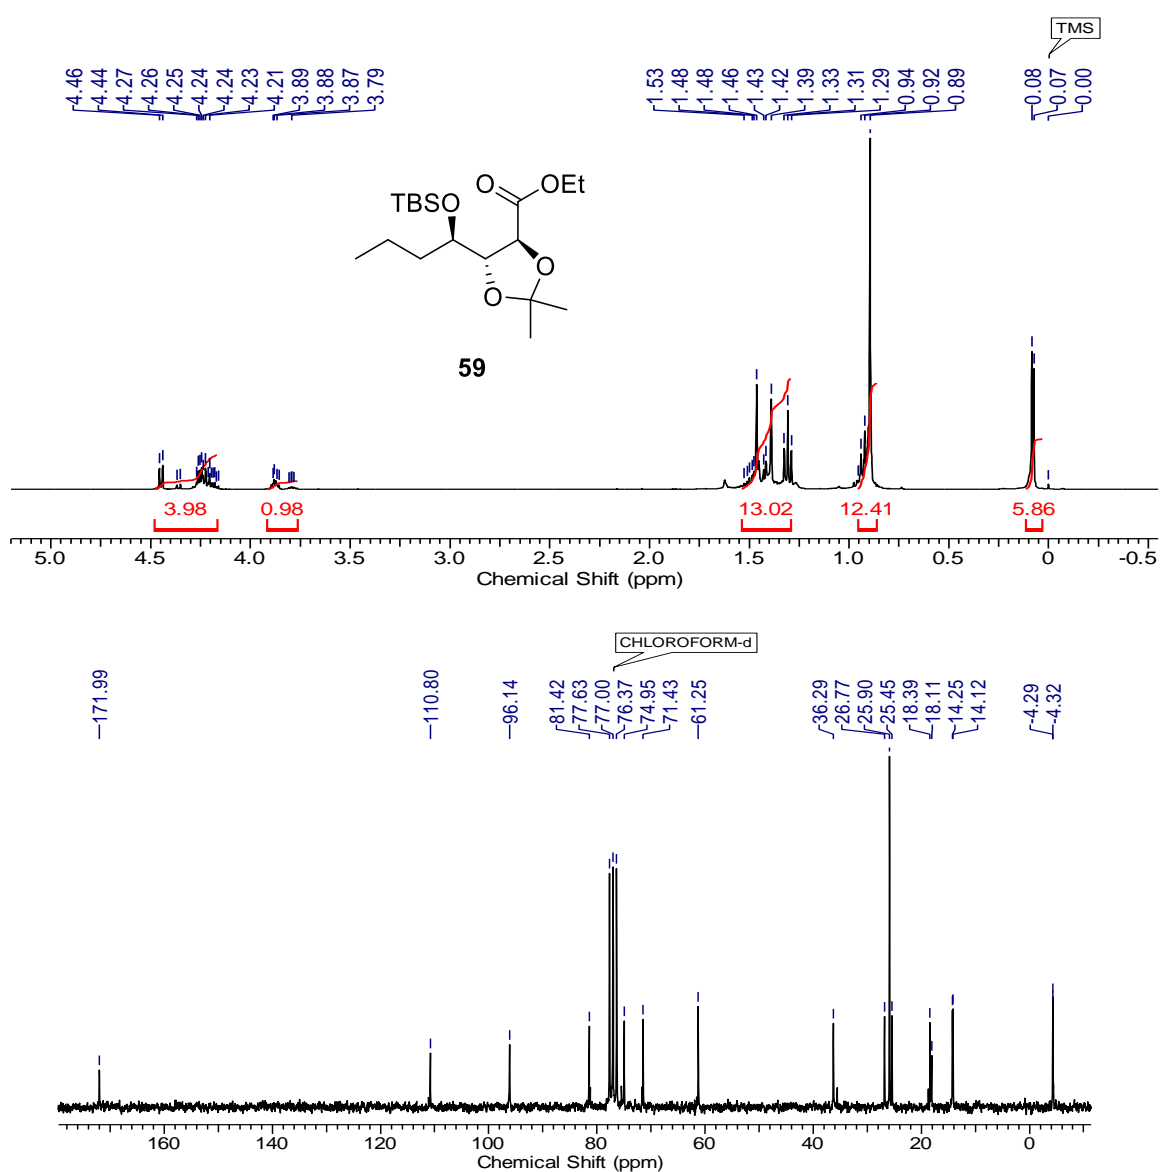 TMS
4.46 4.44 4.27 4.26 4.25 4.24 4.24 4.23 4.21 3.89 3.88 3.87 3.79 1.53 1.48 1.48 1.46 1.43 1.42 1.39 1.33 1.31 1.29 0.94 0.92 0.89 0.08 0.07 0.00
O
OEt
TBSO
O
O
59
3.98 0.98 13.02 12.41 5.86
5.0 4.5 4.0 3.5 3.0 2.5 2.0 1.5 1.0 0.5 0 -0.5
Chemical Shift (ppm)
CHLOROFORM-d
171.99 110.80 96.14 81.42 77.63 77.00 76.37 74.95 71.43 61.25 36.29 26.77 25.90 25.45 18.39 18.11 14.25 14.12 -4.29 -4.32
160 140 120 100 80 60 40 20 0
Chemical Shift (ppm)